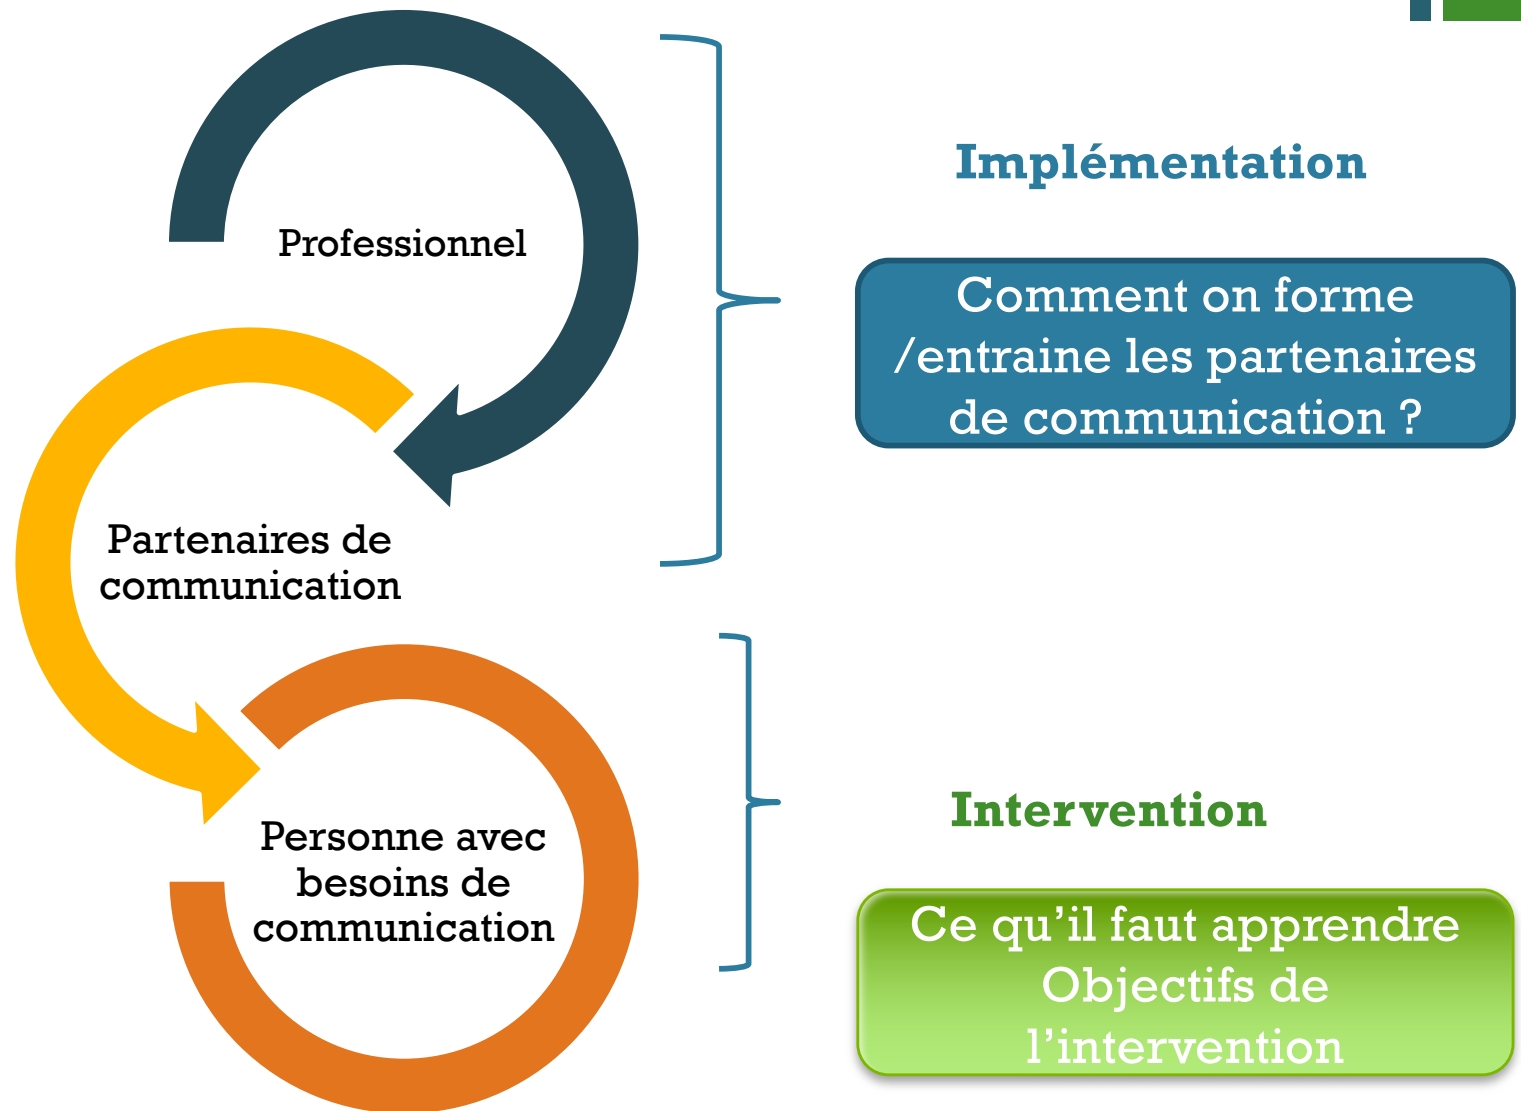 Professionnel
Partenaires de
communication
Personne avec
besoins de
communication
Implémentation
Comment on forme
/entraine les partenaires
de communication ?
Intervention
Ce qu’il faut apprendre
Objectifs de
l’intervention